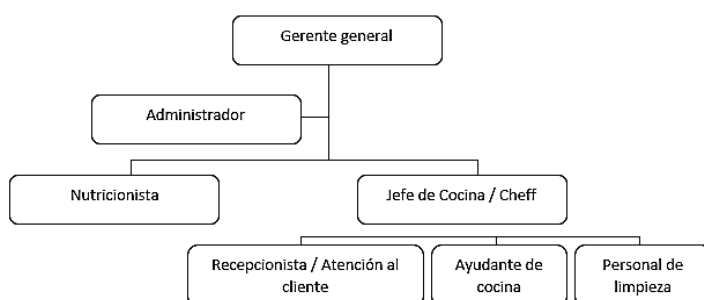 Gerente general
Administrador
Nutricionista
Jefe de Cocina / Cheff
Recepcionista / Atención al
cliente
Ayudante de
cocina
Personal de
limpieza